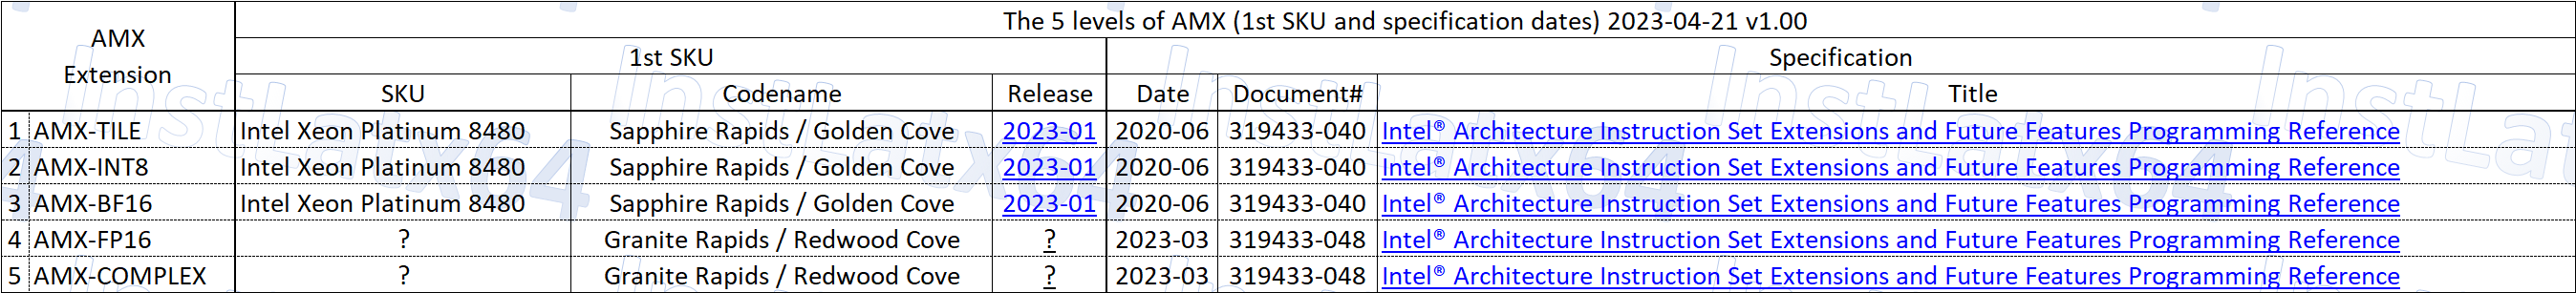 AMX Extension
The 5 levels of AMX (1st SKU and specification dates) 2023-04-21 v1.00
1st SKU Specification
SKU Codename Release Date Document# Title
1 AMX-TILE Intel Xeon Platinum 8480 Sapphire Rapids / Golden Cove 2023-01 2020-06 319433-040 Intel® Architecture Instruction Set Extensions and Future Features Programming Reference
2 AMX-INT8 Intel Xeon Platinum 8480 Sapphire Rapids / Golden Cove 2023-01 2020-06 319433-040 Intel® Architecture Instruction Set Extensions and Future Features Programming Reference
3 AMX-BF16 Intel Xeon Platinum 8480 Sapphire Rapids / Golden Cove 2023-01 2020-06 319433-040 Intel® Architecture Instruction Set Extensions and Future Features Programming Reference
4 AMX-FP16 ? Granite Rapids / Redwood Cove ? 2023-03 319433-048 Intel® Architecture Instruction Set Extensions and Future Features Programming Reference
5 AMX-COMPLEX ? Granite Rapids / Redwood Cove ? 2023-03 319433-048 Intel® Architecture Instruction Set Extensions and Future Features Programming Reference
InstLatx64
InstLatx64
InstLatx64
InstLatx64